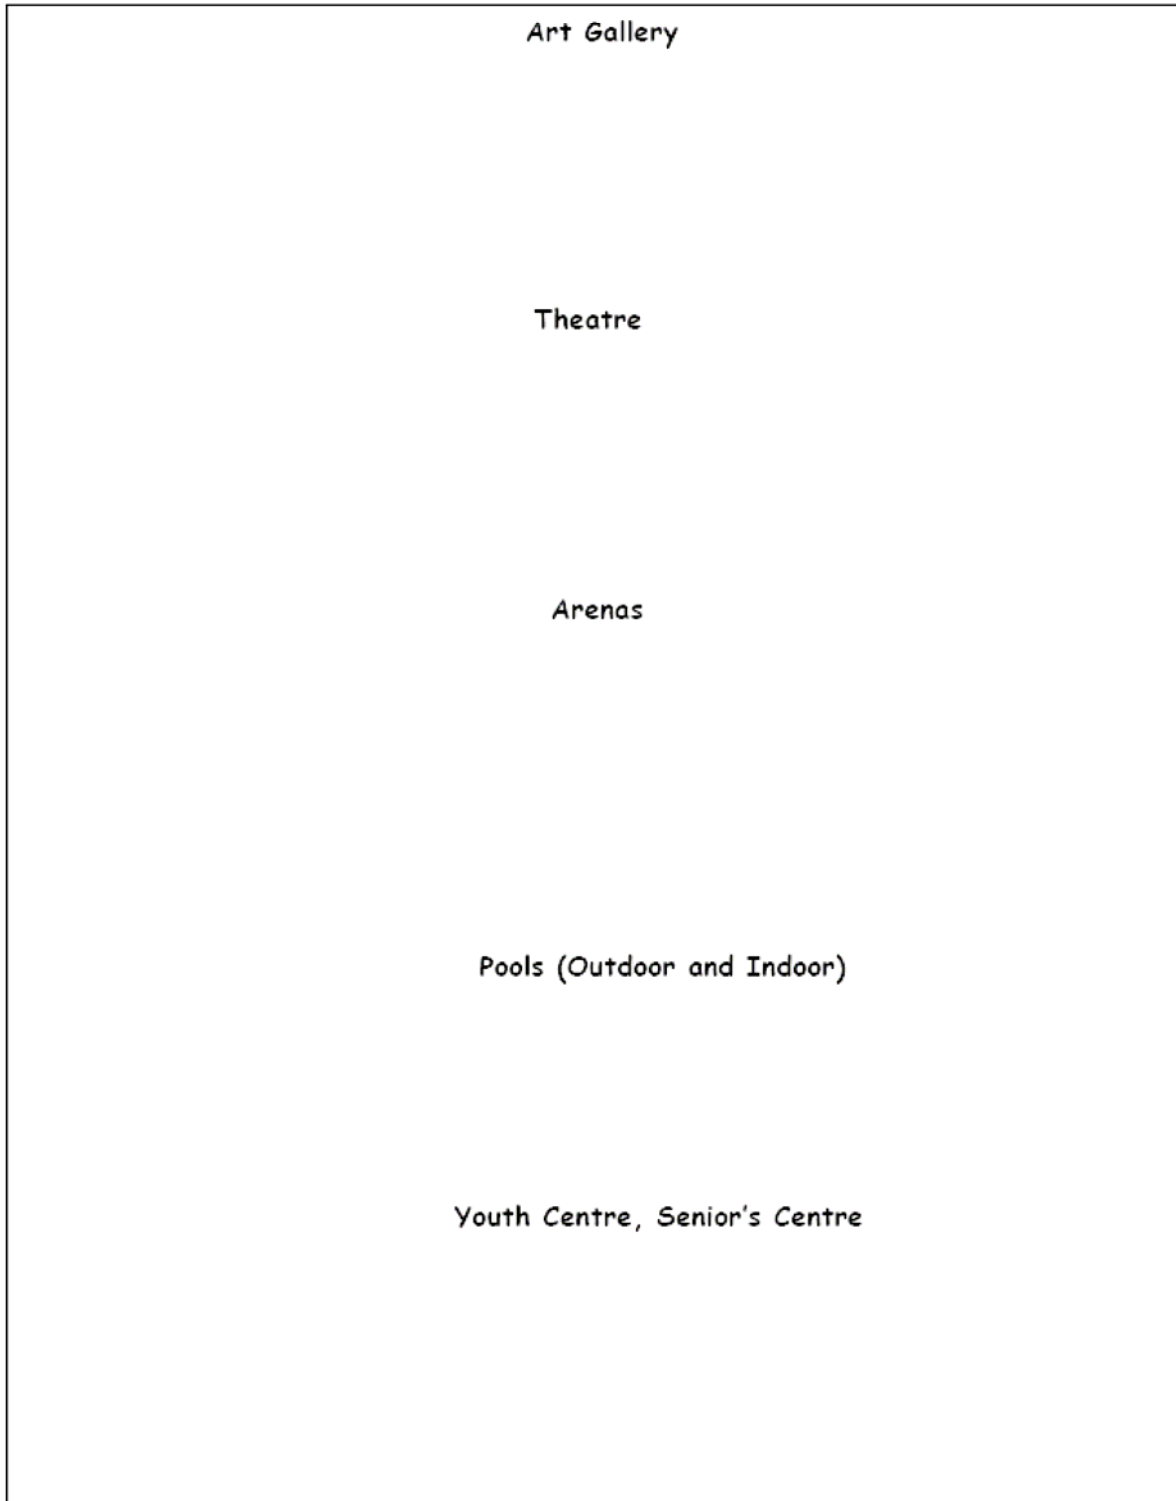 Art Gallery
Theatre
Arenas
Pools (Outdoor and Indoor)
Youth Centre, Senior's Centre